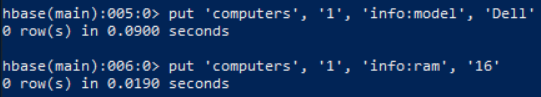 hbase(main):005:0> put 'computers', '1', 'info:model', 'Dell'
0 row(s) in 0.0900 seconds
hbase(main):006:0> put 'computers', '1', 'info:ram', '16'
0 row(s) in 0.0190 seconds